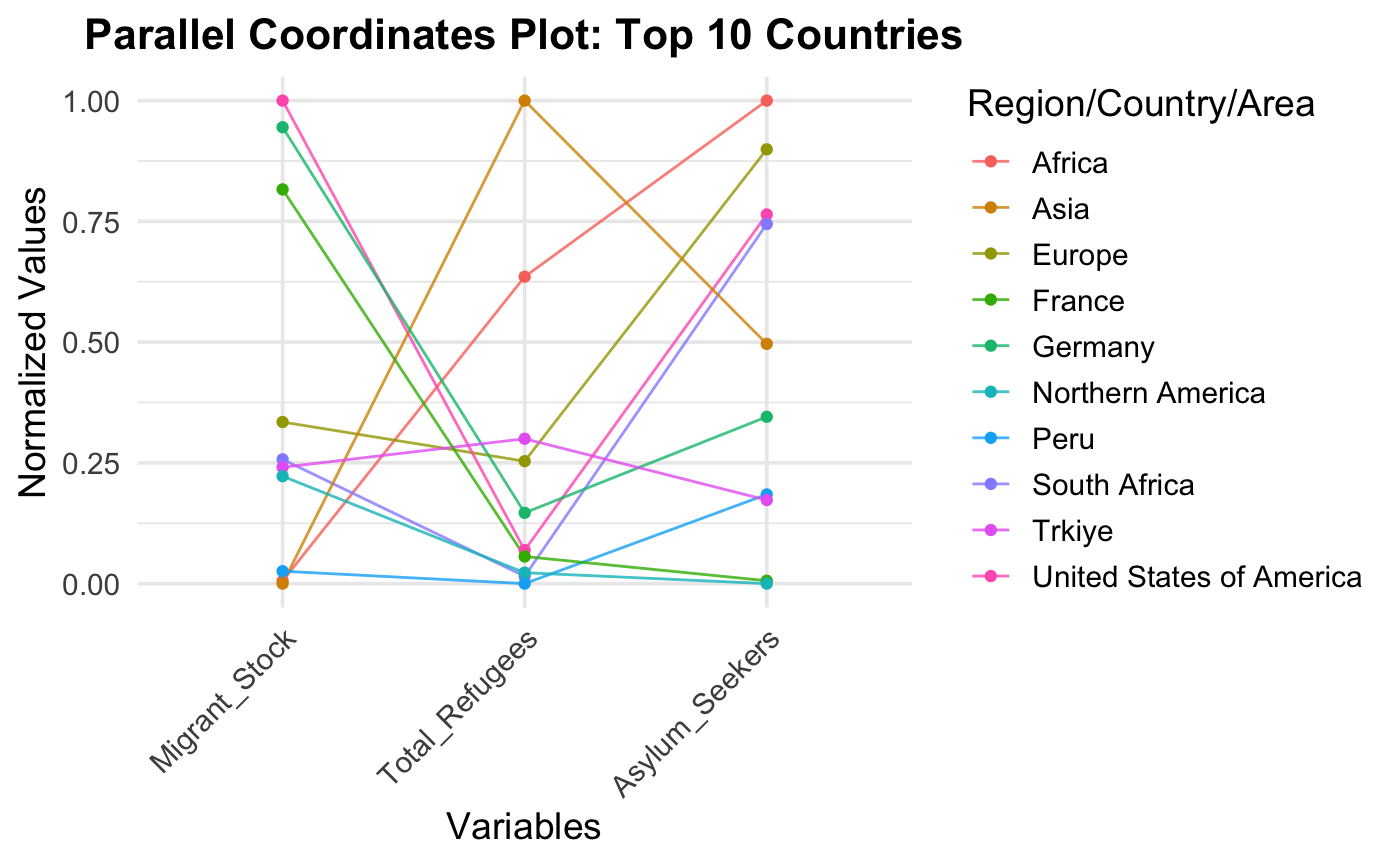 Parallel Coordinates Plot: Top 10 Countries
1.00
0.75
0.50
0.25
0.00
Normalized Values
Migrant_Stock
Total_Refugees
Asylum_Seekers
Variables
Region/Country/Area
Africa
Asia
Europe
France
Germany
Northern America
Peru
South Africa
Trkiye
United States of America